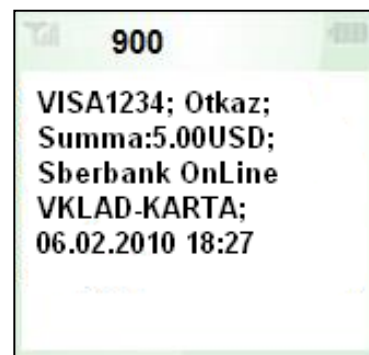 900
VISA1234; Otkaz;
Summa:5.00USD;
Sberbank OnLine
VKLAD-KARTA;
06.02.2010 18:27